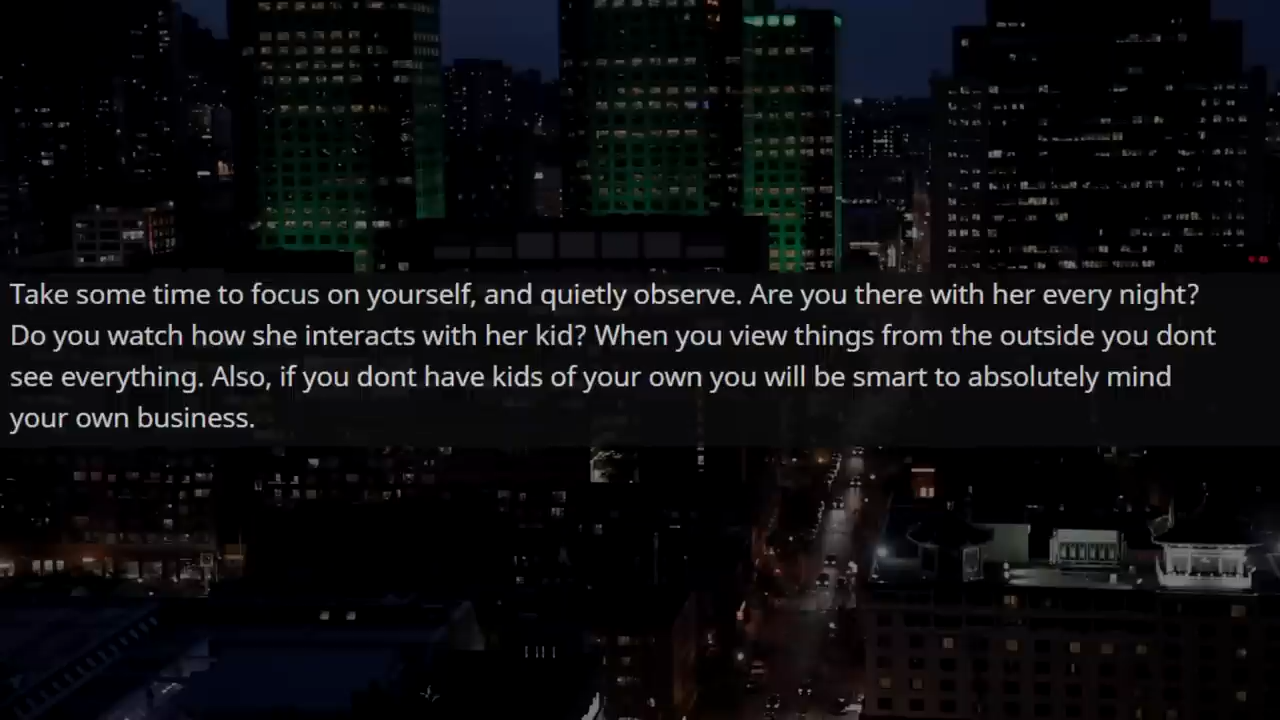 Take some time to focus on yourself, and quietly observe. Are you there with her every night?
Do you watch how she interacts with her kid? When you view things from the outside you dont
see everything. Also, if you dont have kids of your own you will be smart to absolutely mind
your own business.